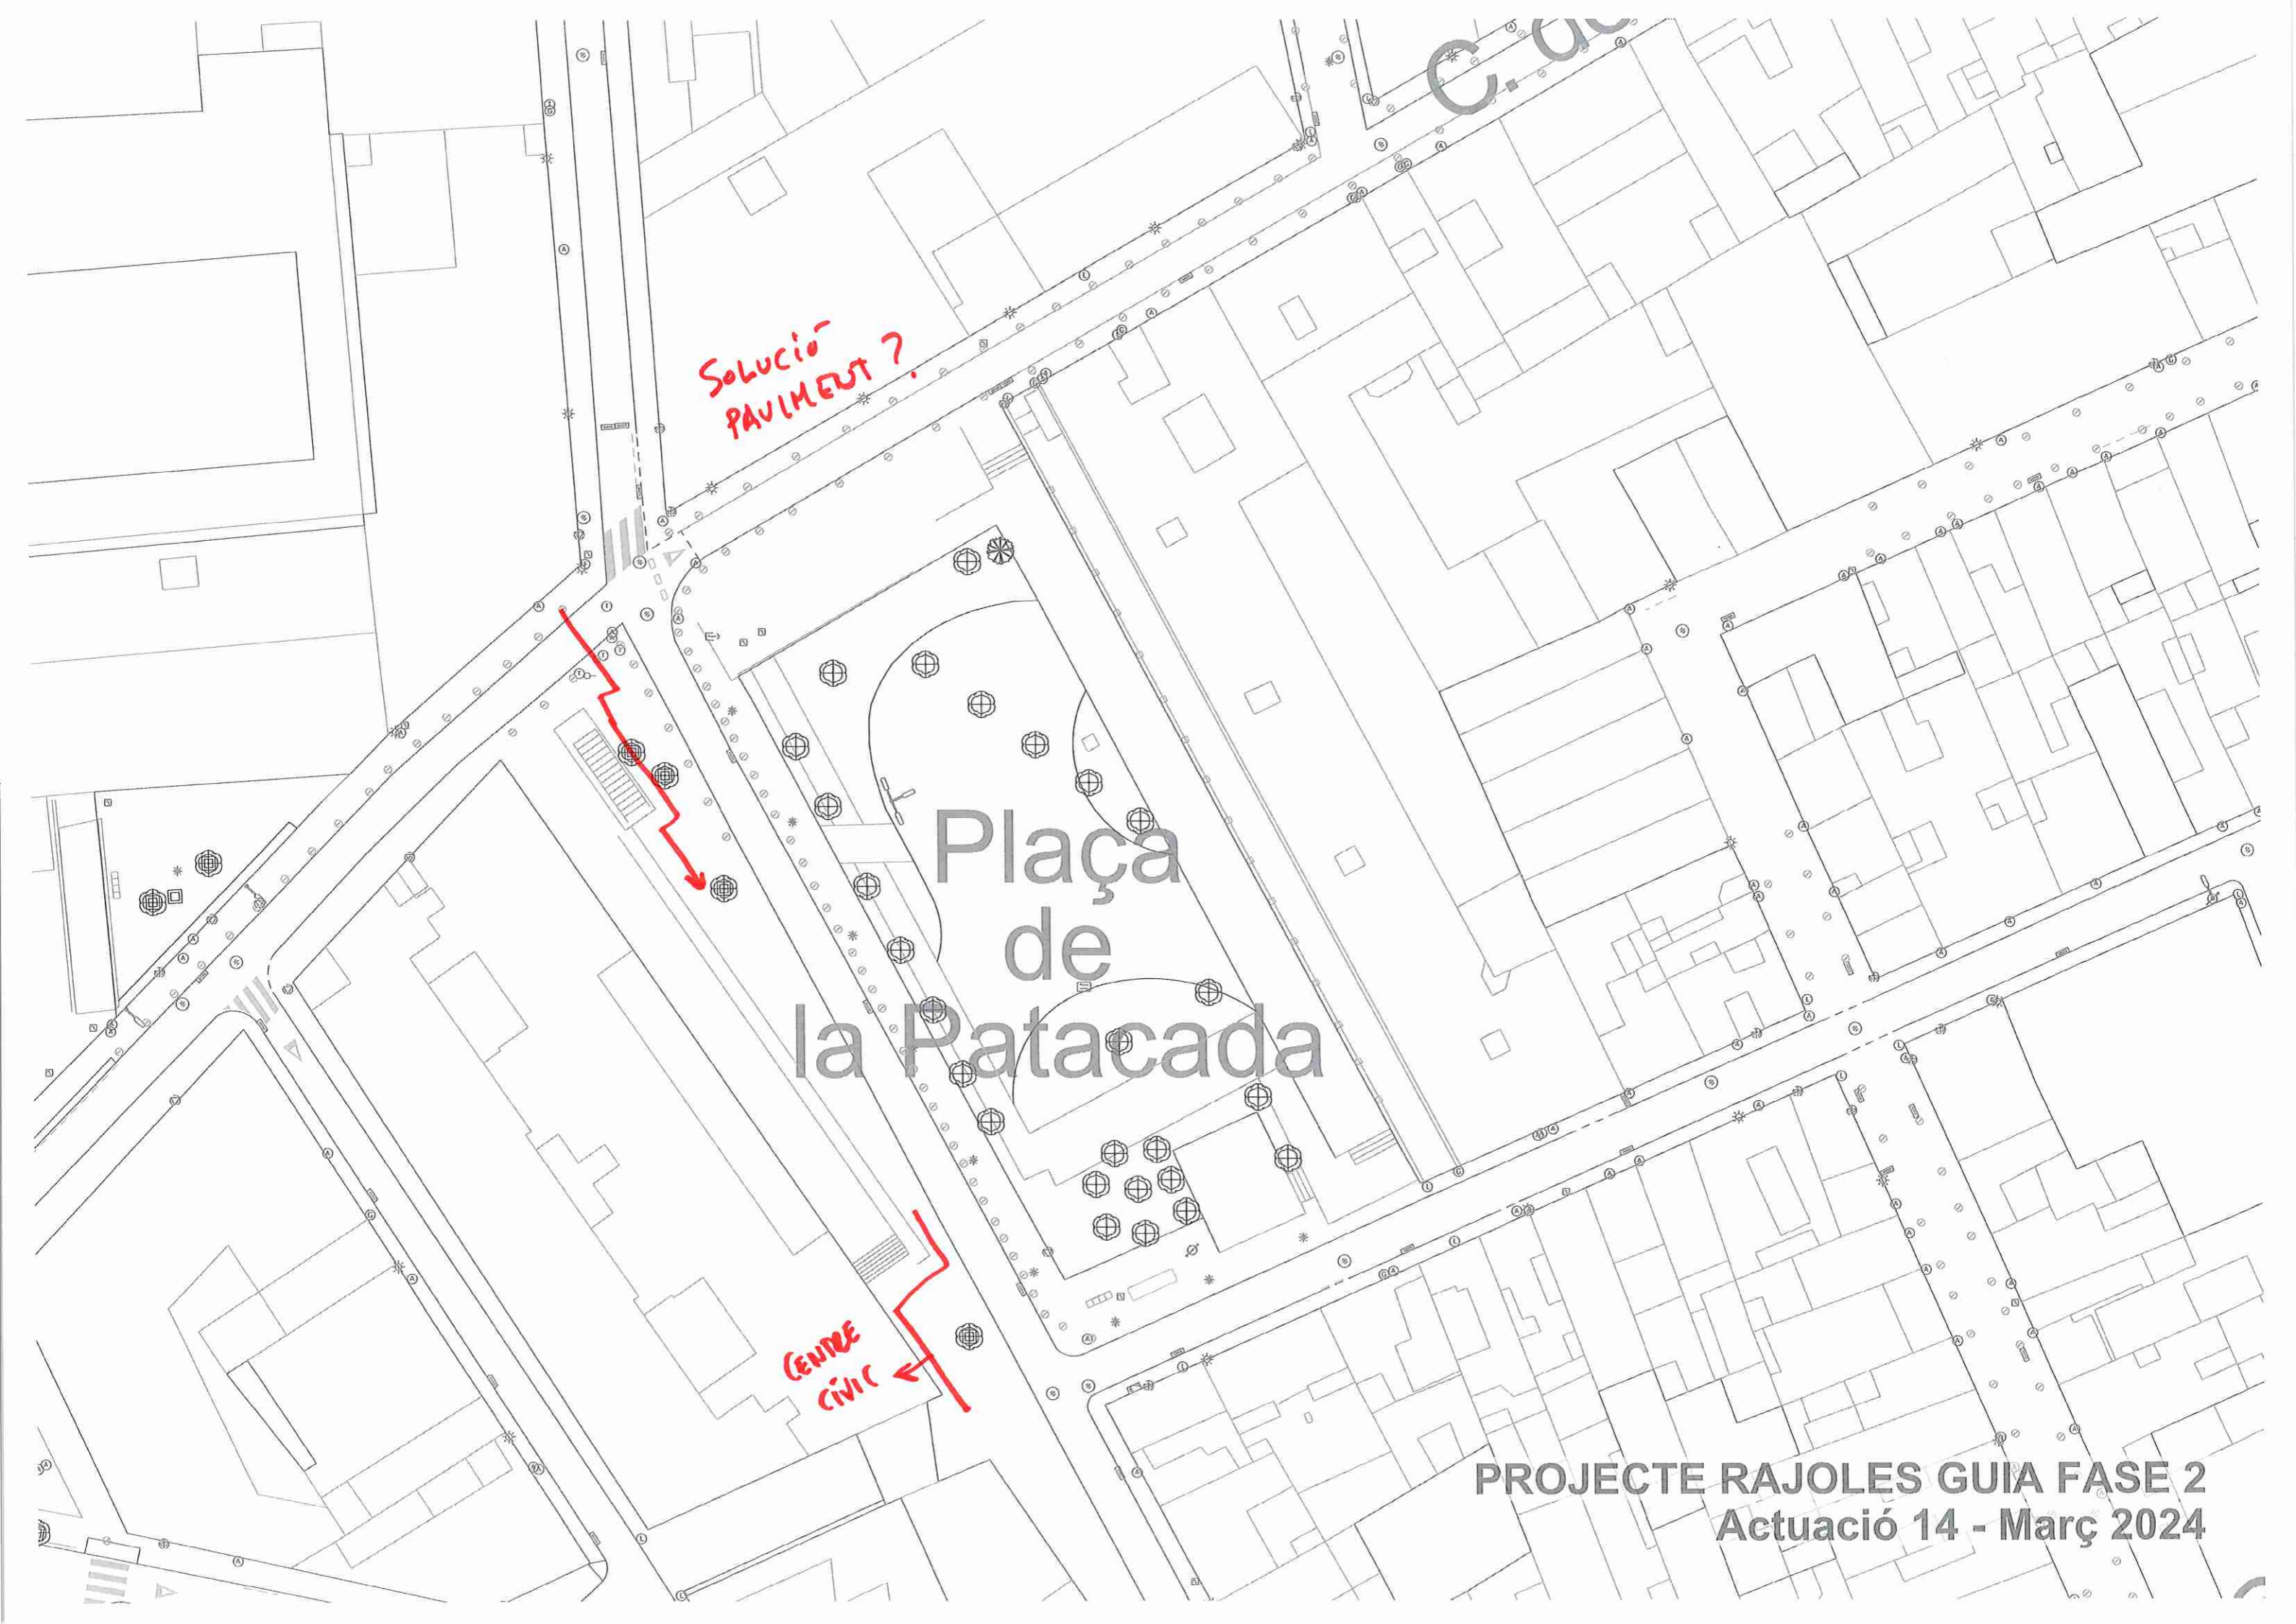 C. de
SOLUCIÓ
PAVIMENT ?
Plaça
de
la Patacada
CENTRE
CÍVIC
PROJECTE RAJOLES GUIA FASE 2
Actuació 14 - Març 2024